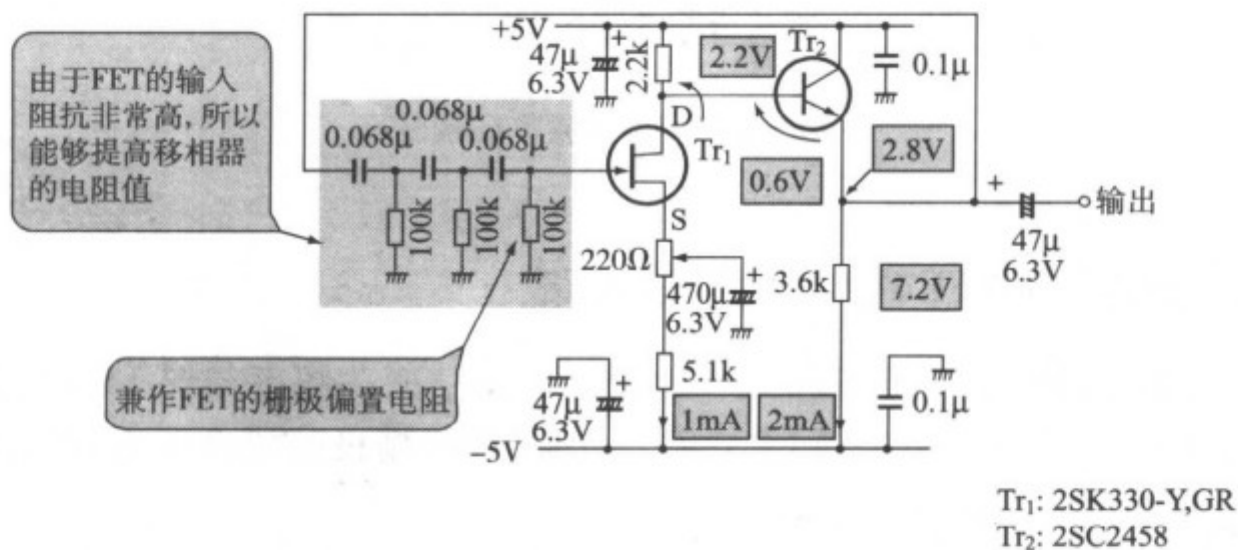 由于FET的输入
阻抗非常高, 所以
能够提高移相器
的电阻值
+5V
47μ
6.3V
2.2k
2.2V
Tr₂
0.1μ
0.068μ
0.068μ
0.068μ
D
Tr₁
0.6V
2.8V
输出
47μ
6.3V
100k
100k
100k
S
220Ω
470μ
6.3V
3.6k
7.2V
兼作FET的栅极偏置电阻
47μ
6.3V
5.1k
1mA
2mA
0.1μ
−5V
Tr₁: 2SK330-Y,GR
Tr₂: 2SC2458